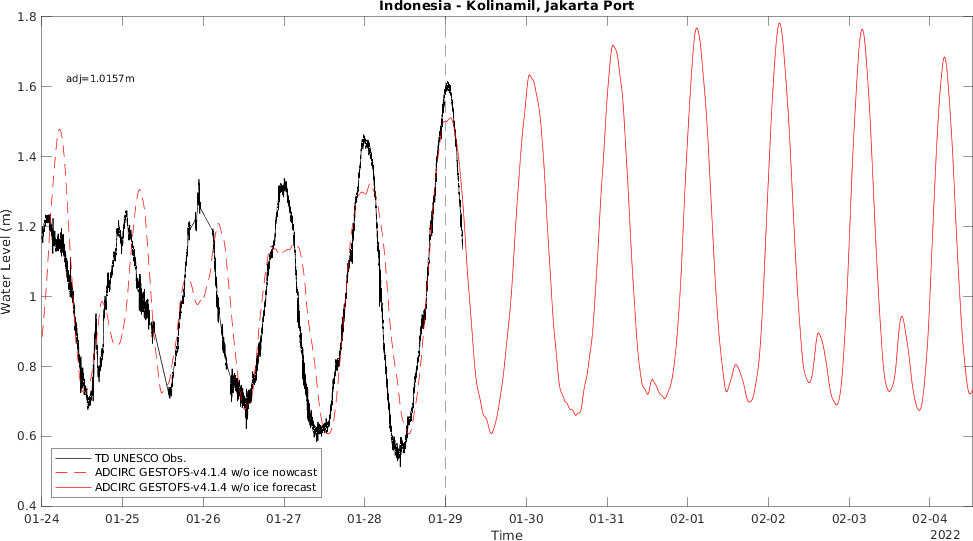 Indonesia - Kolinamil, Jakarta Port
1.8
1.6
1.4
1.2
1
0.8
0.6
0.4
Water Level (m)
adj=1.0157m
TD UNESCO Obs.
ADCIRC GESTOFS-v4.1.4 w/o ice nowcast
ADCIRC GESTOFS-v4.1.4 w/o ice forecast
01-24 01-25 01-26 01-27 01-28 01-29 01-30 01-31 02-01 02-02 02-03 02-04
Time
2022